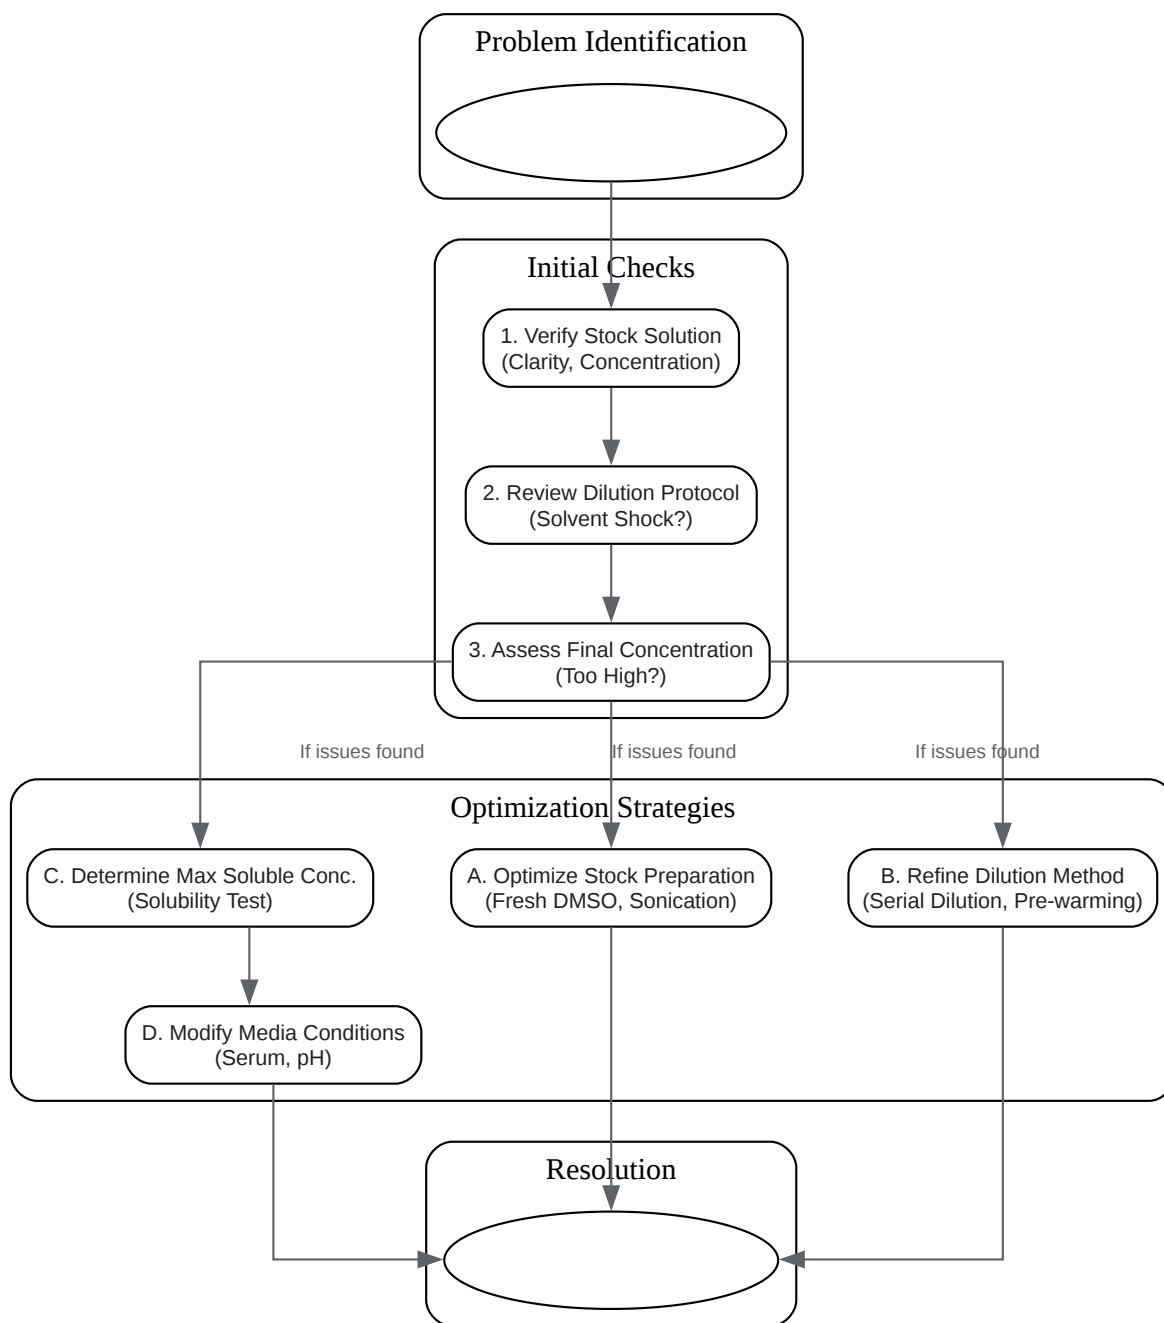 Problem Identification
Initial Checks
1. Verify Stock Solution
(Clarity, Concentration)
2. Review Dilution Protocol
(Solvent Shock?)
3. Assess Final Concentration
(Too High?)
If issues found
If issues found
If issues found
Optimization Strategies
C. Determine Max Soluble Conc.
(Solubility Test)
A. Optimize Stock Preparation
(Fresh DMSO, Sonication)
B. Refine Dilution Method
(Serial Dilution, Pre-warming)
D. Modify Media Conditions
(Serum, pH)
Resolution